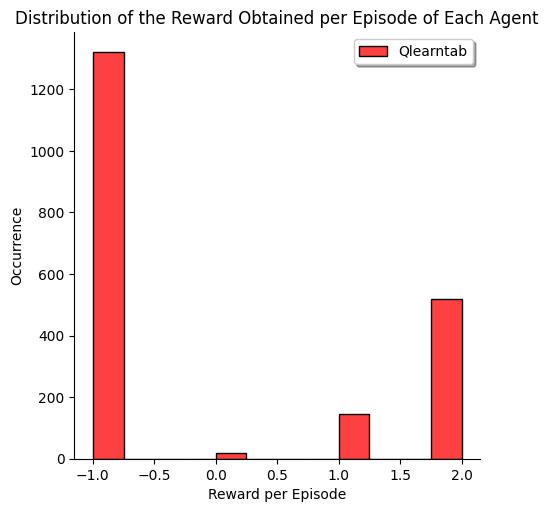 Distribution of the Reward Obtained per Episode of Each Agent
Qlearntab
1200
1000
800
600
400
200
0
Occurrence
−1.0 −0.5 0.0 0.5 1.0 1.5 2.0
Reward per Episode